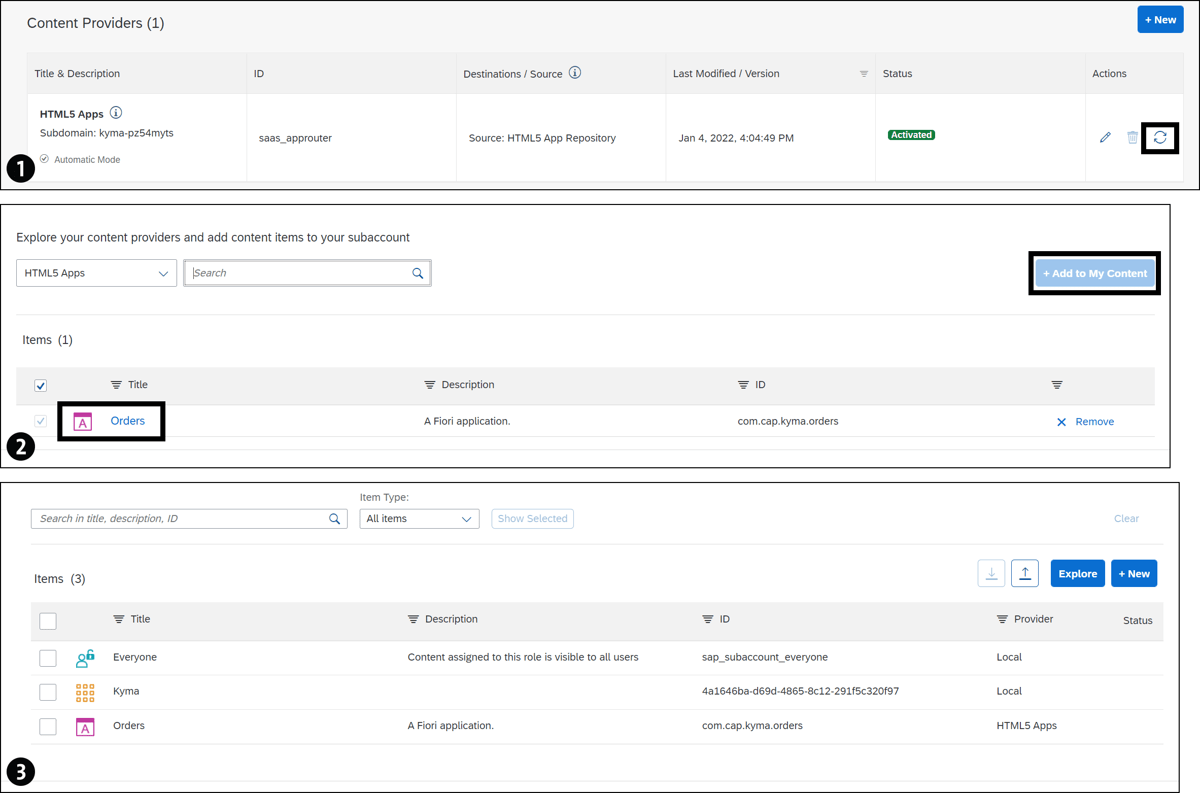 Content Providers (1)
+ New
Title & Description
ID
Destinations / Source
Last Modified / Version
Status
Actions
HTML5 Apps
Subdomain: kyma-pz54myts
Automatic Mode
saas_approuter
Source: HTML5 App Repository
Jan 4, 2022, 4:04:49 PM
Activated
1
Explore your content providers and add content items to your subaccount
HTML5 Apps
Search
+ Add to My Content
Items (1)
Title
Description
ID
A
Orders
A Fiori application.
com.cap.kyma.orders
Remove
2
Item Type:
Search in title, description, ID
All items
Show Selected
Clear
Items (3)
Explore
+ New
Title
Description
ID
Provider
Status
Everyone
Content assigned to this role is visible to all users
sap_subaccount_everyone
Local
Kyma
4a1646ba-d69d-4865-8c12-291f5c320f97
Local
A
Orders
A Fiori application.
com.cap.kyma.orders
HTML5 Apps
3